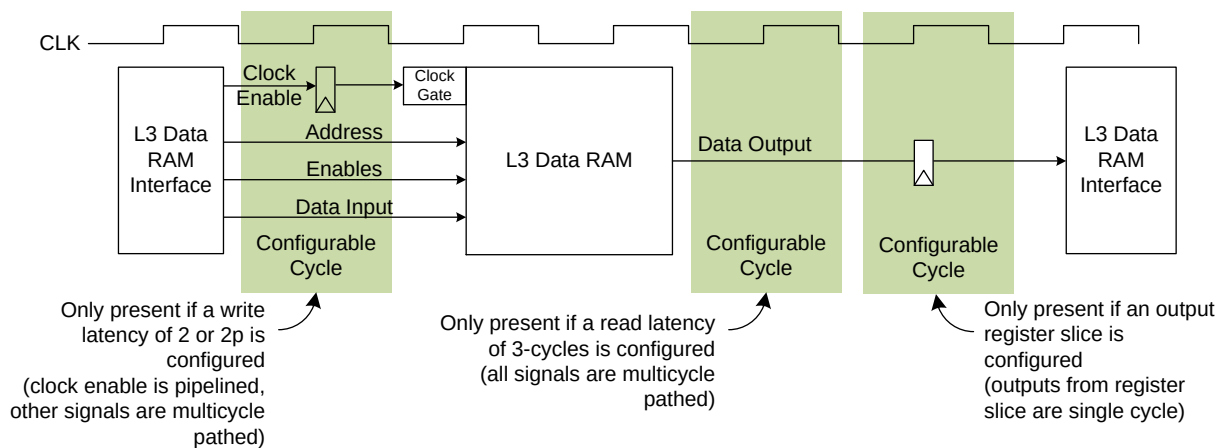 CLK
Clock
Enable
Clock
Gate
L3 Data
RAM
Interface
Address
Enables
Data Input
L3 Data RAM
Data Output
L3 Data
RAM
Interface
Configurable
Cycle
Configurable
Cycle
Configurable
Cycle
Only present if a write
latency of 2 or 2p is
configured
(clock enable is pipelined,
other signals are multicycle
pathed)
Only present if a read latency
of 3-cycles is configured
(all signals are multicycle
pathed)
Only present if an output
register slice is
configured
(outputs from register
slice are single cycle)